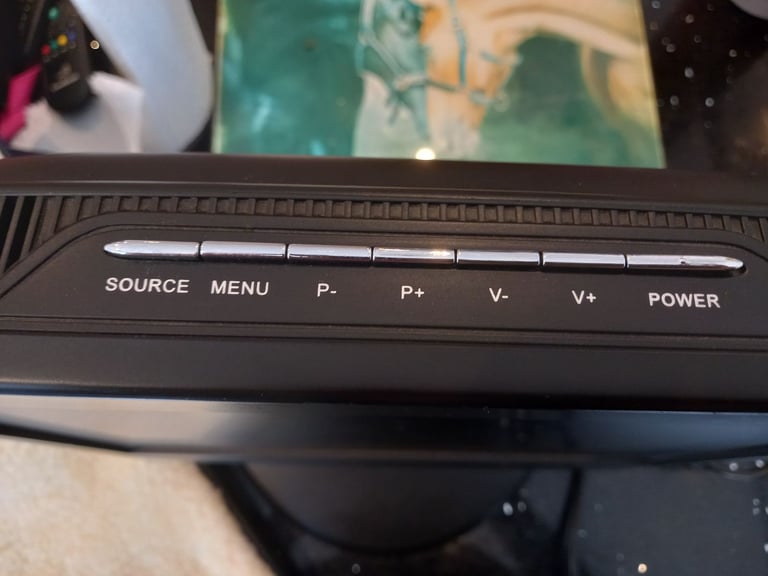 SOURCE MENU P- P+ V- V+ POWER